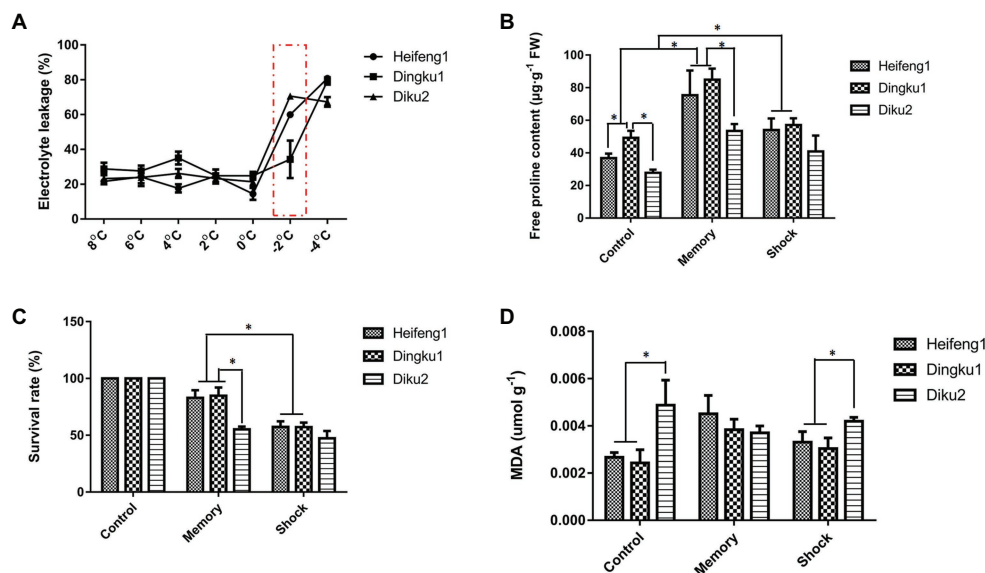 A
Electrolyte leakage (%)
100
80
60
40
20
0
8°C
6°C
4°C
2°C
0°C
-2°C
-4°C
Heifeng1
Dingku1
Diku2
B
Free proline content (μg·g⁻¹ FW)
100
80
60
40
20
0
*
*
*
*
*
Control
Memory
Shock
Heifeng1
Dingku1
Diku2
C
Survival rate (%)
150
100
50
0
*
*
Control
Memory
Shock
Heifeng1
Dingku1
Diku2
D
MDA (umol g⁻¹)
0.008
0.006
0.004
0.002
0.000
*
*
Control
Memory
Shock
Heifeng1
Dingku1
Diku2